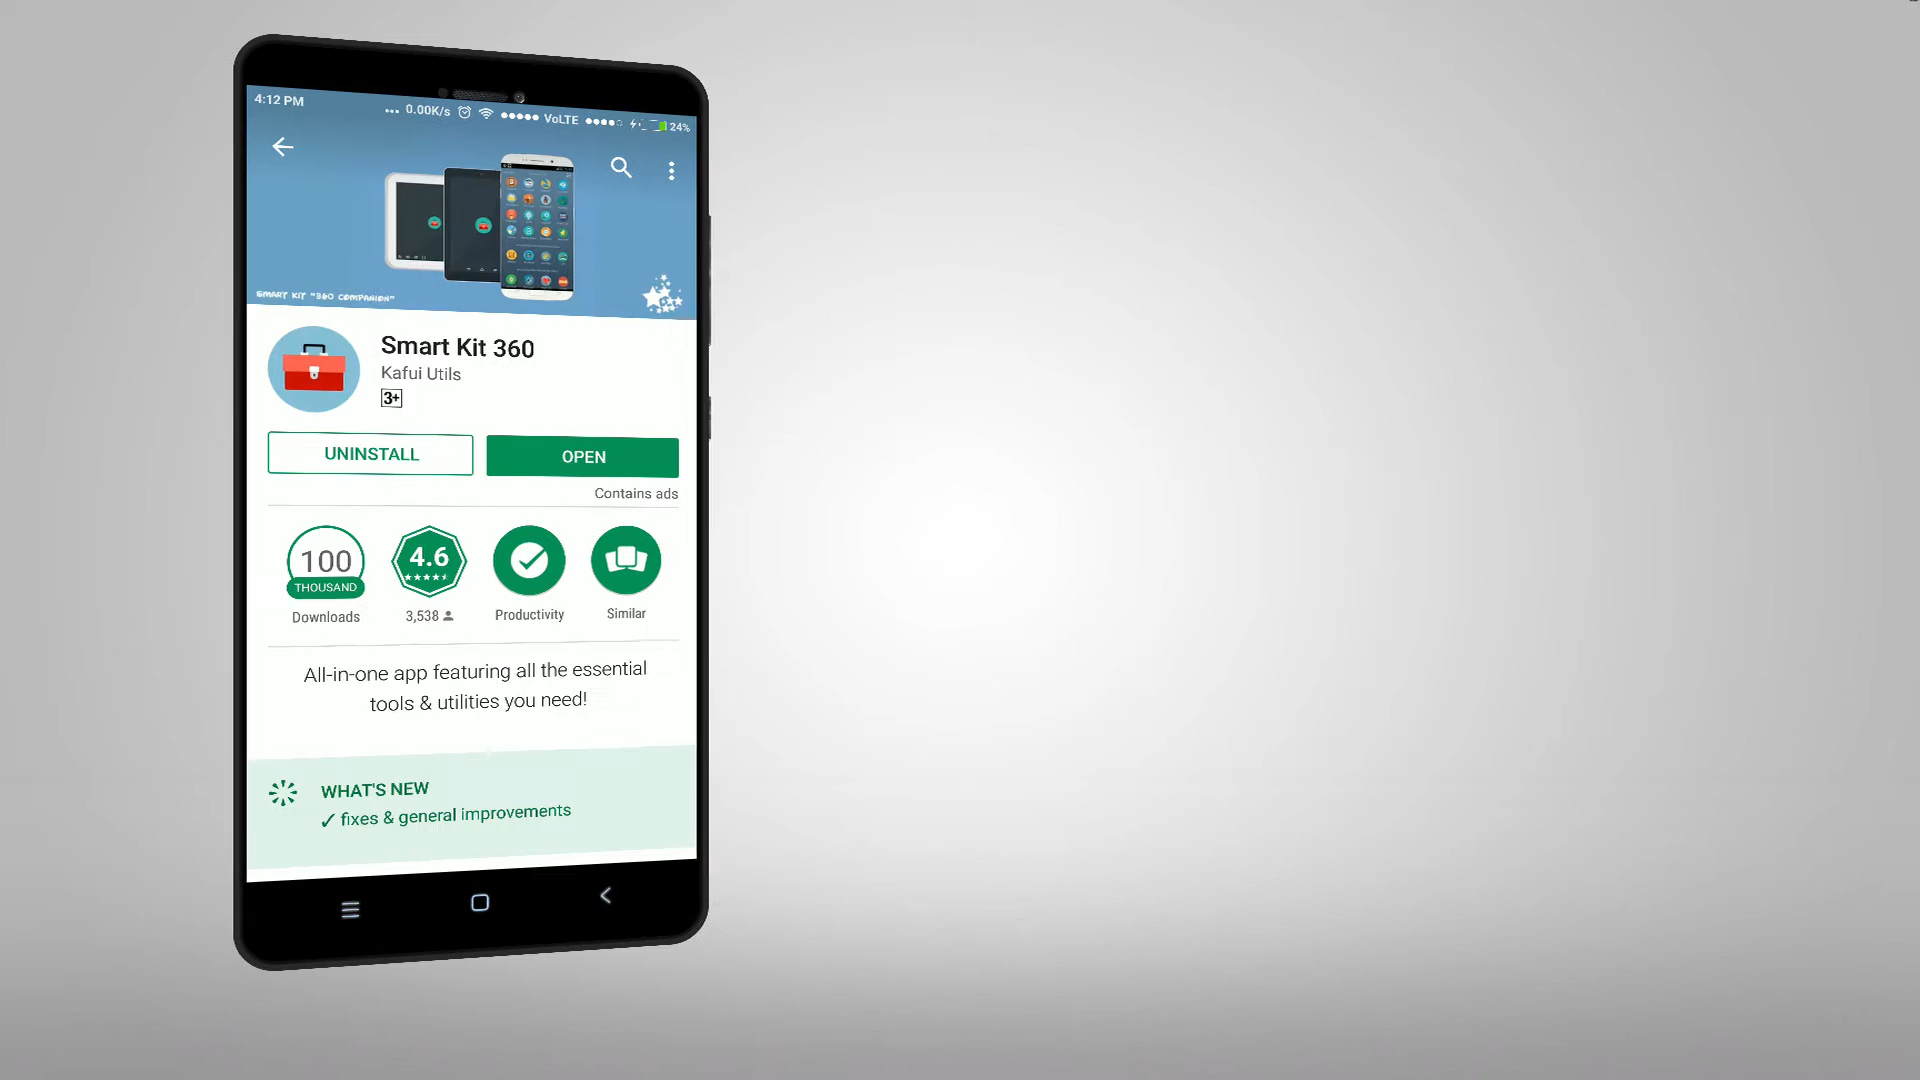 4:12 PM
... 0.00K/s VoLTE 24%
SMART KIT "360 COMPANION"
Smart Kit 360
Kafui Utils
3+
UNINSTALL
OPEN
Contains ads
100
THOUSAND
Downloads
4.6
3,538
Productivity
Similar
All-in-one app featuring all the essential
tools & utilities you need!
WHAT'S NEW
✓ fixes & general improvements